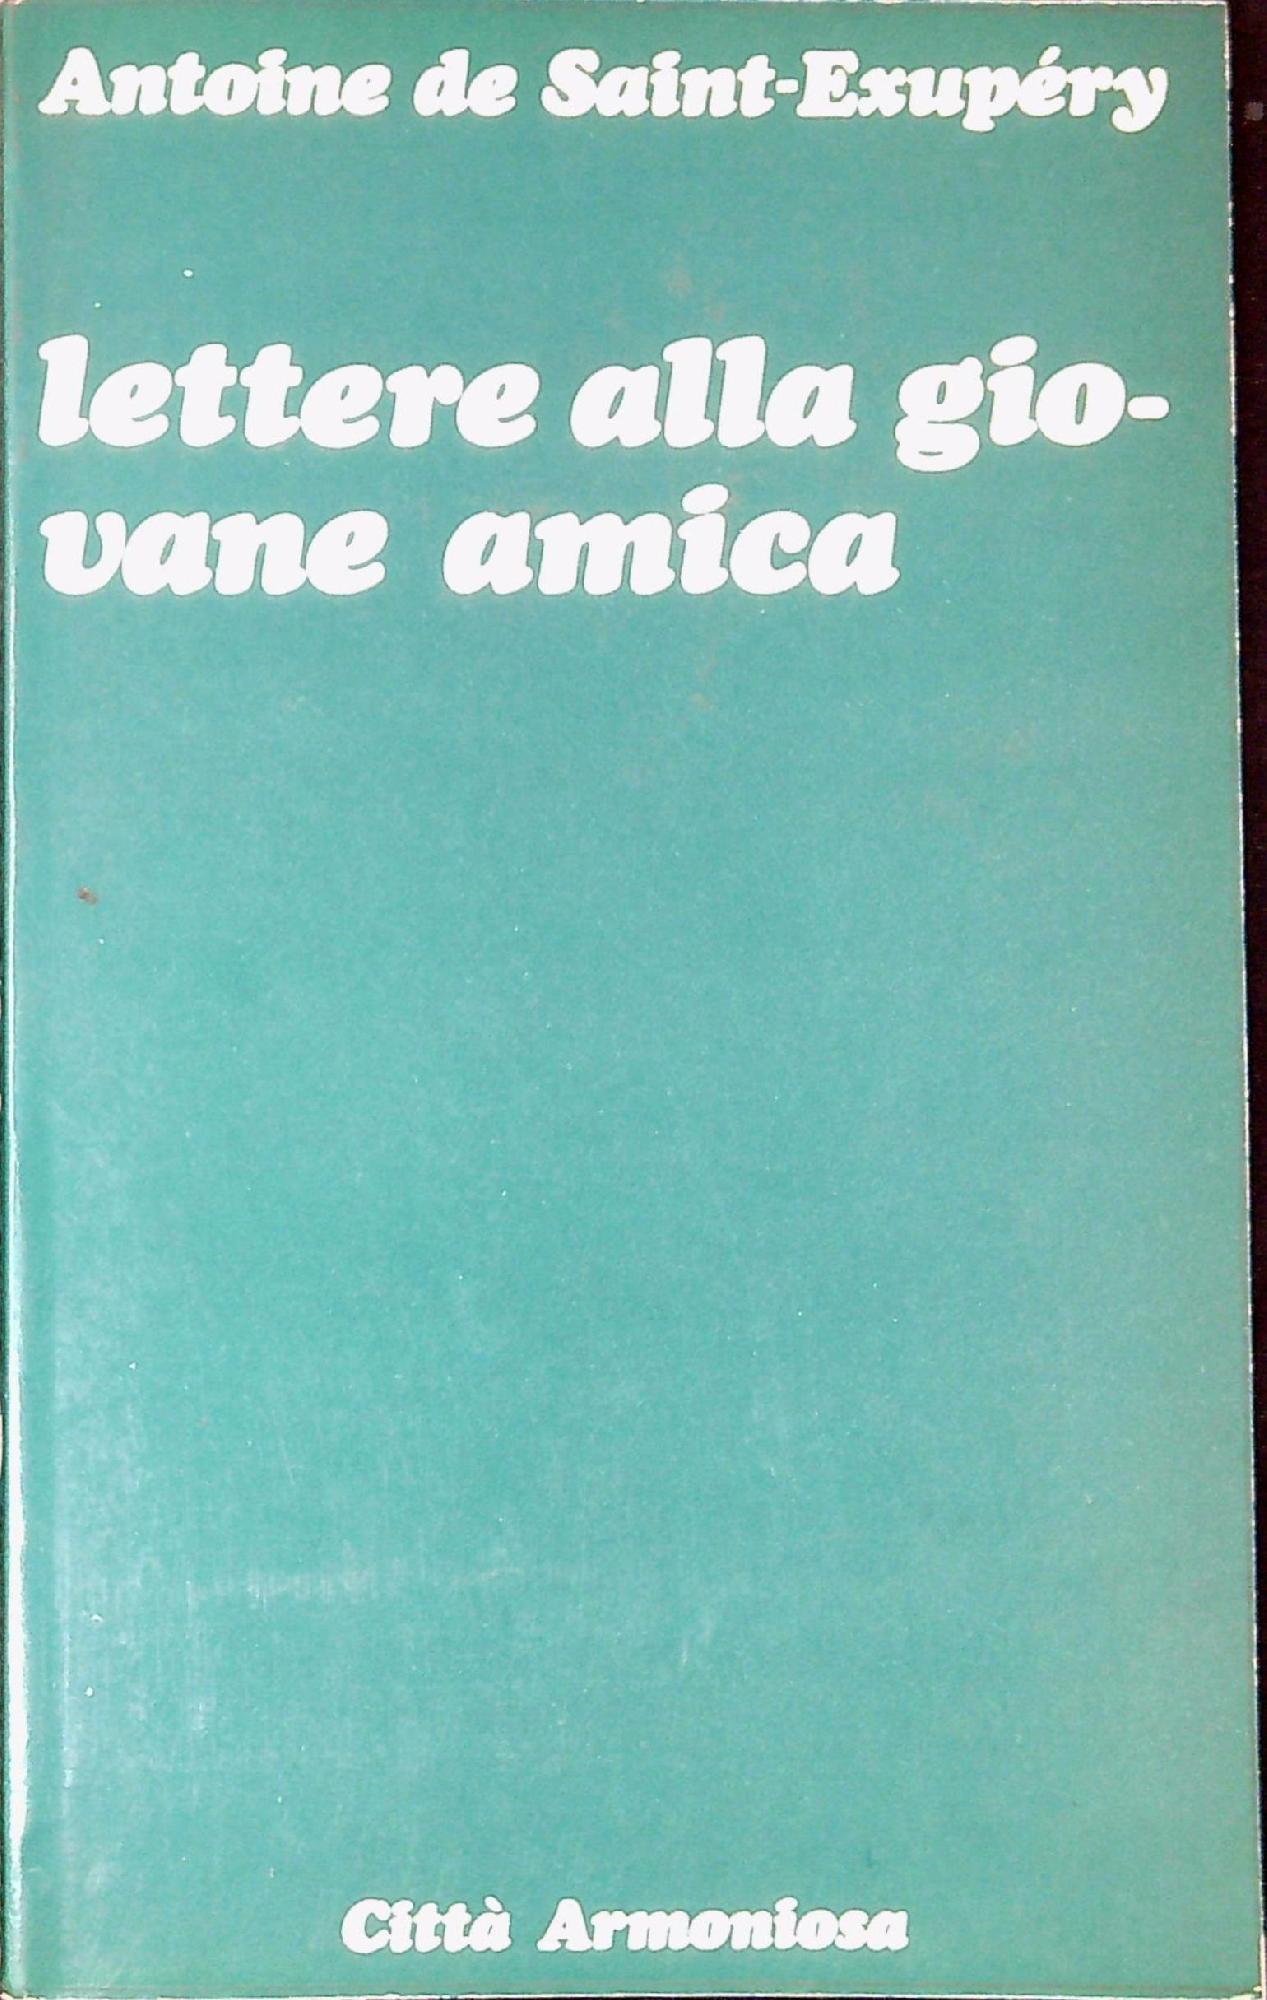 Antoine de Saint-Exupéry
lettere alla gio-
vane amica
Città Armoniosa